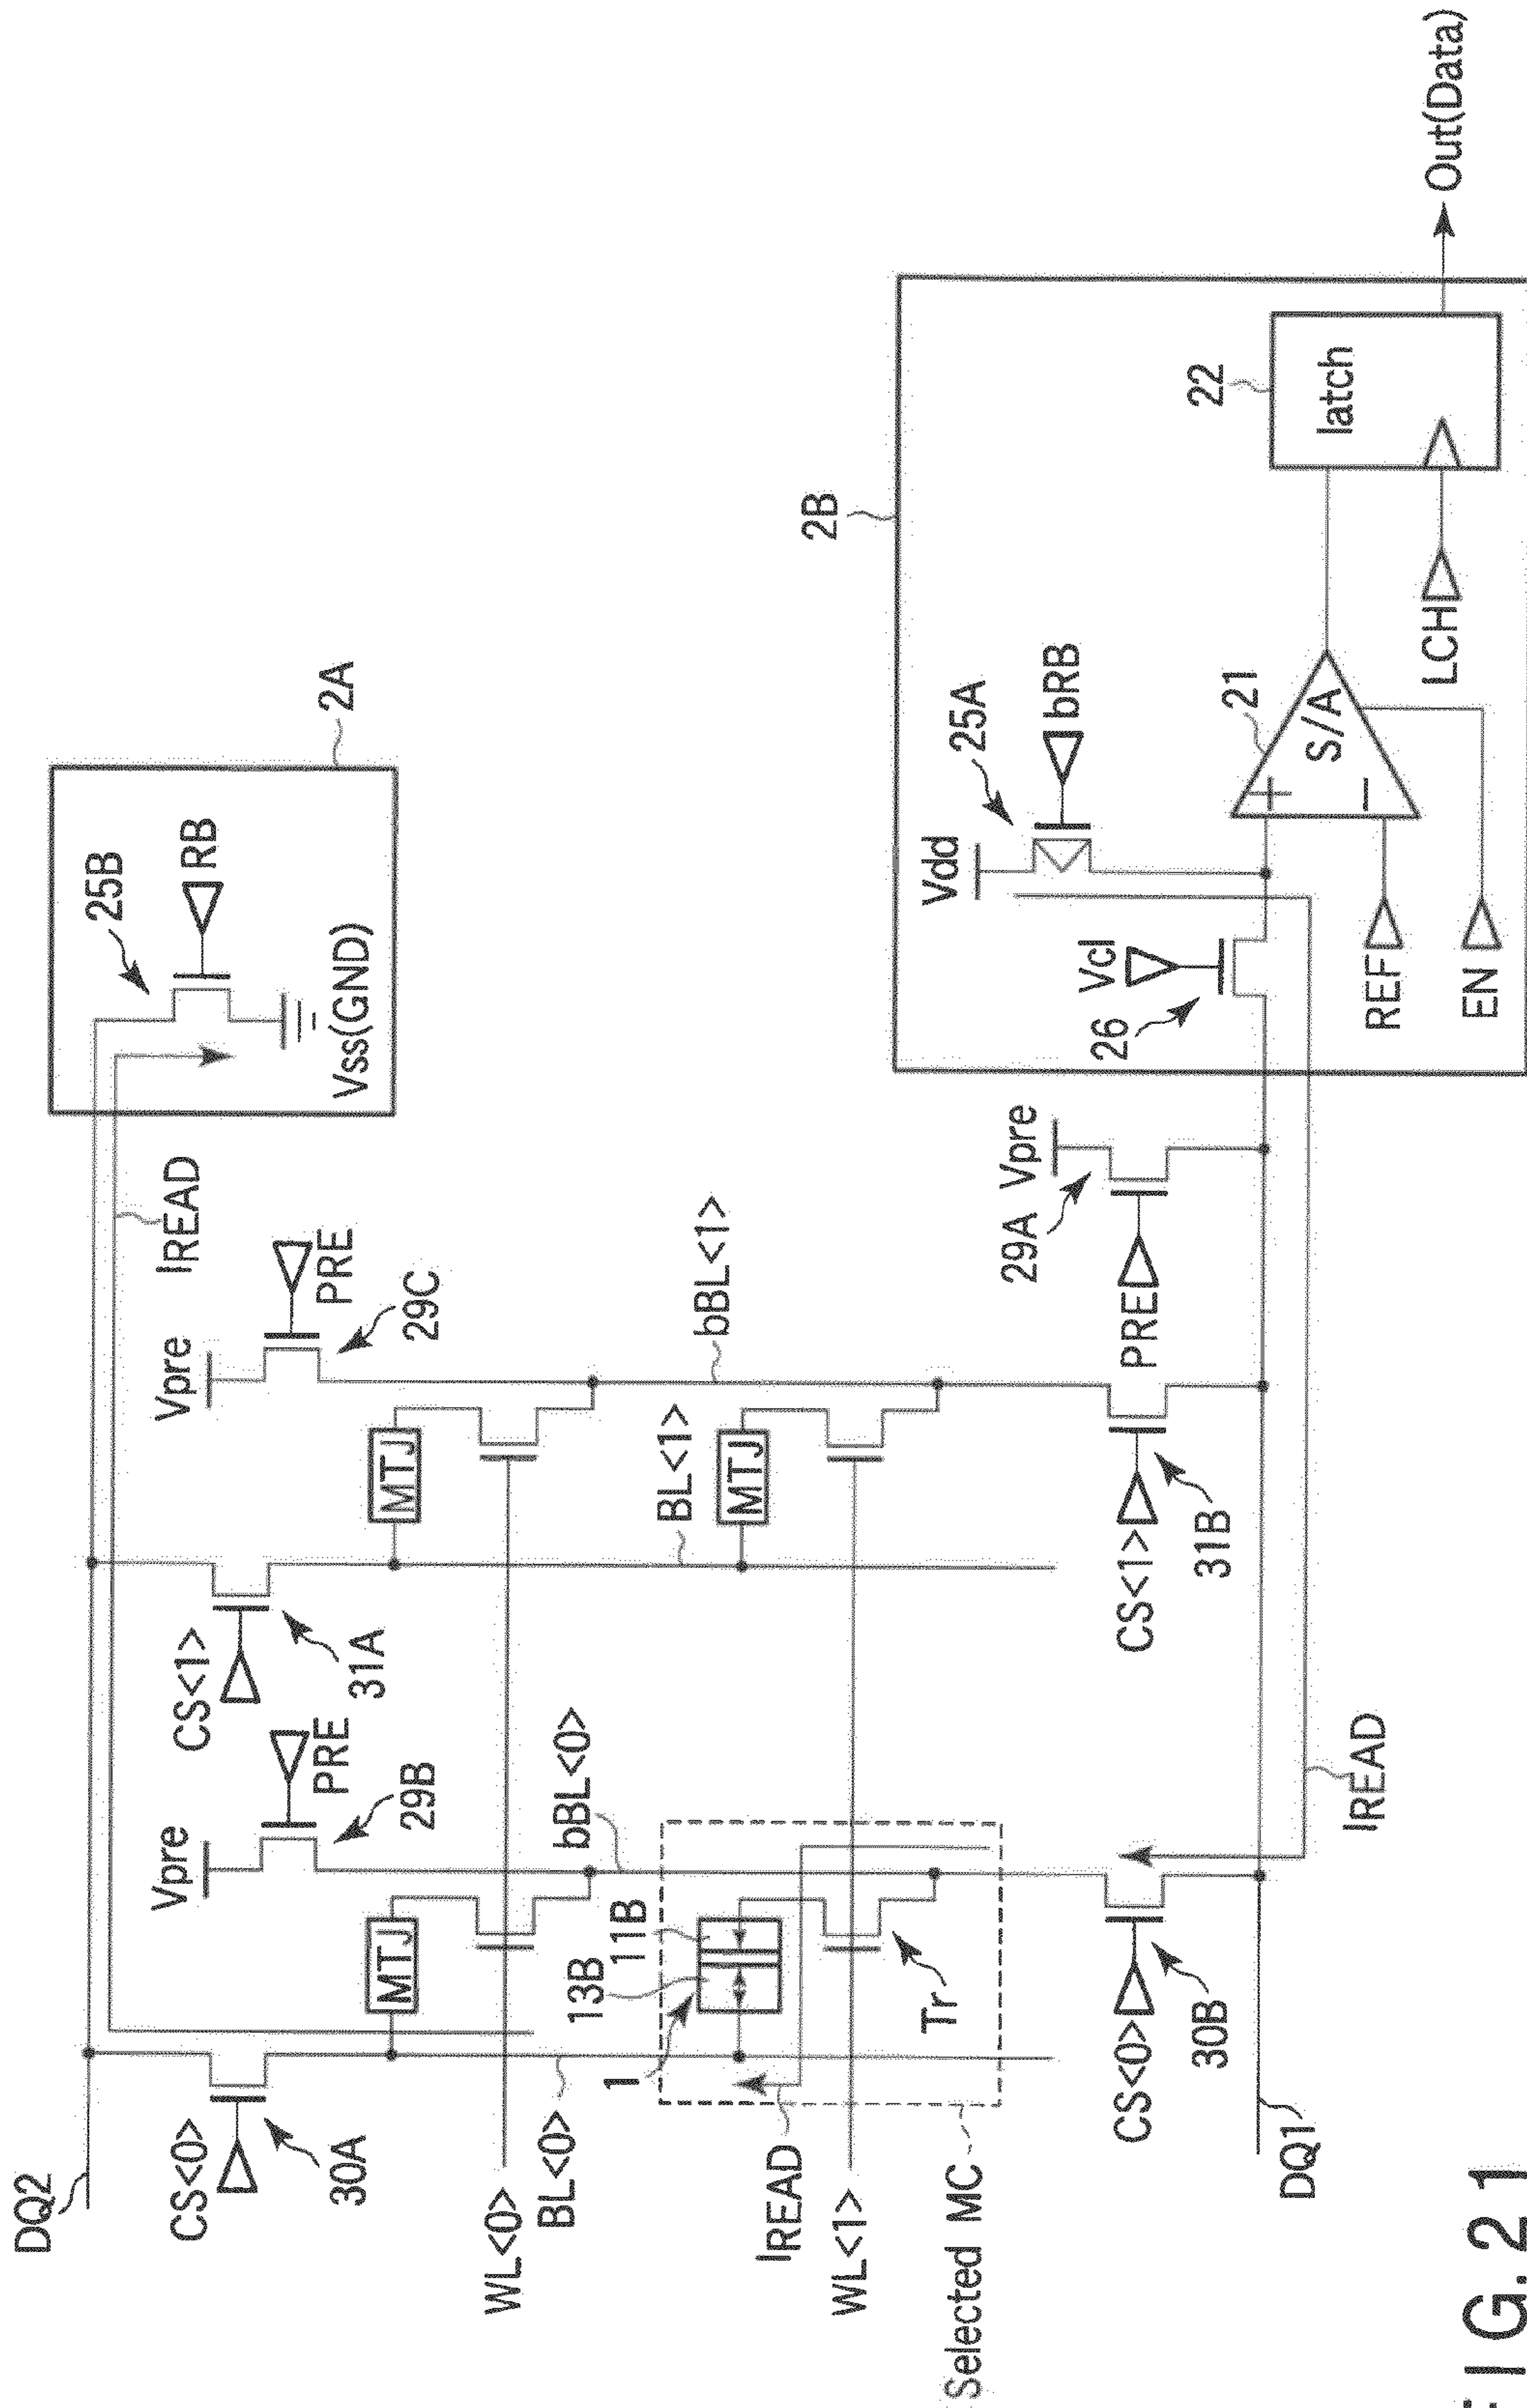 DQ2
CS<0>
30A
Vpre
PRE
29B
CS<1>
31A
Vpre
PRE
29C
IREAD
25B
RB
Vss(GND)
2A
WL<0>
BL<0>
MTJ
bBL<0>
MTJ
BL<1>
MTJ
bBL<1>
1
13B
11B
IREAD
WL<1>
Tr
Selected MC
CS<0>
30B
CS<1>
31B
PRE
29A
Vpre
DQ1
IREAD
2B
Vdd
25A
bRB
Vcl
26
21
S/A
+
−
REF
EN
22
latch
LCH
Out(Data)
FIG. 21